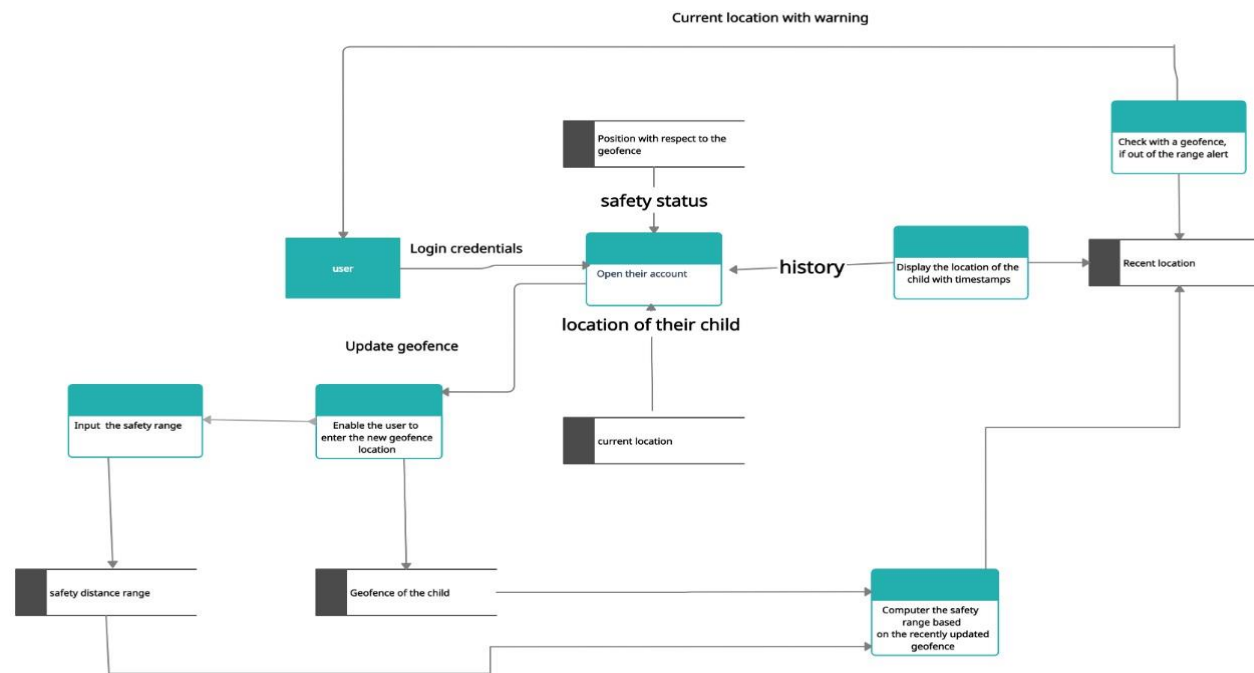 Current location with warning
Position with respect to the
geofence
Check with a geofence,
if out of the range alert
safety status
Login credentials
user
Open their account
history
Display the location of the
child with timestamps
Recent location
location of their child
Update geofence
Input the safety range
Enable the user to
enter the new geofence
location
current location
safety distance range
Geofence of the child
Computer the safety
range based
on the recently updated
geofence